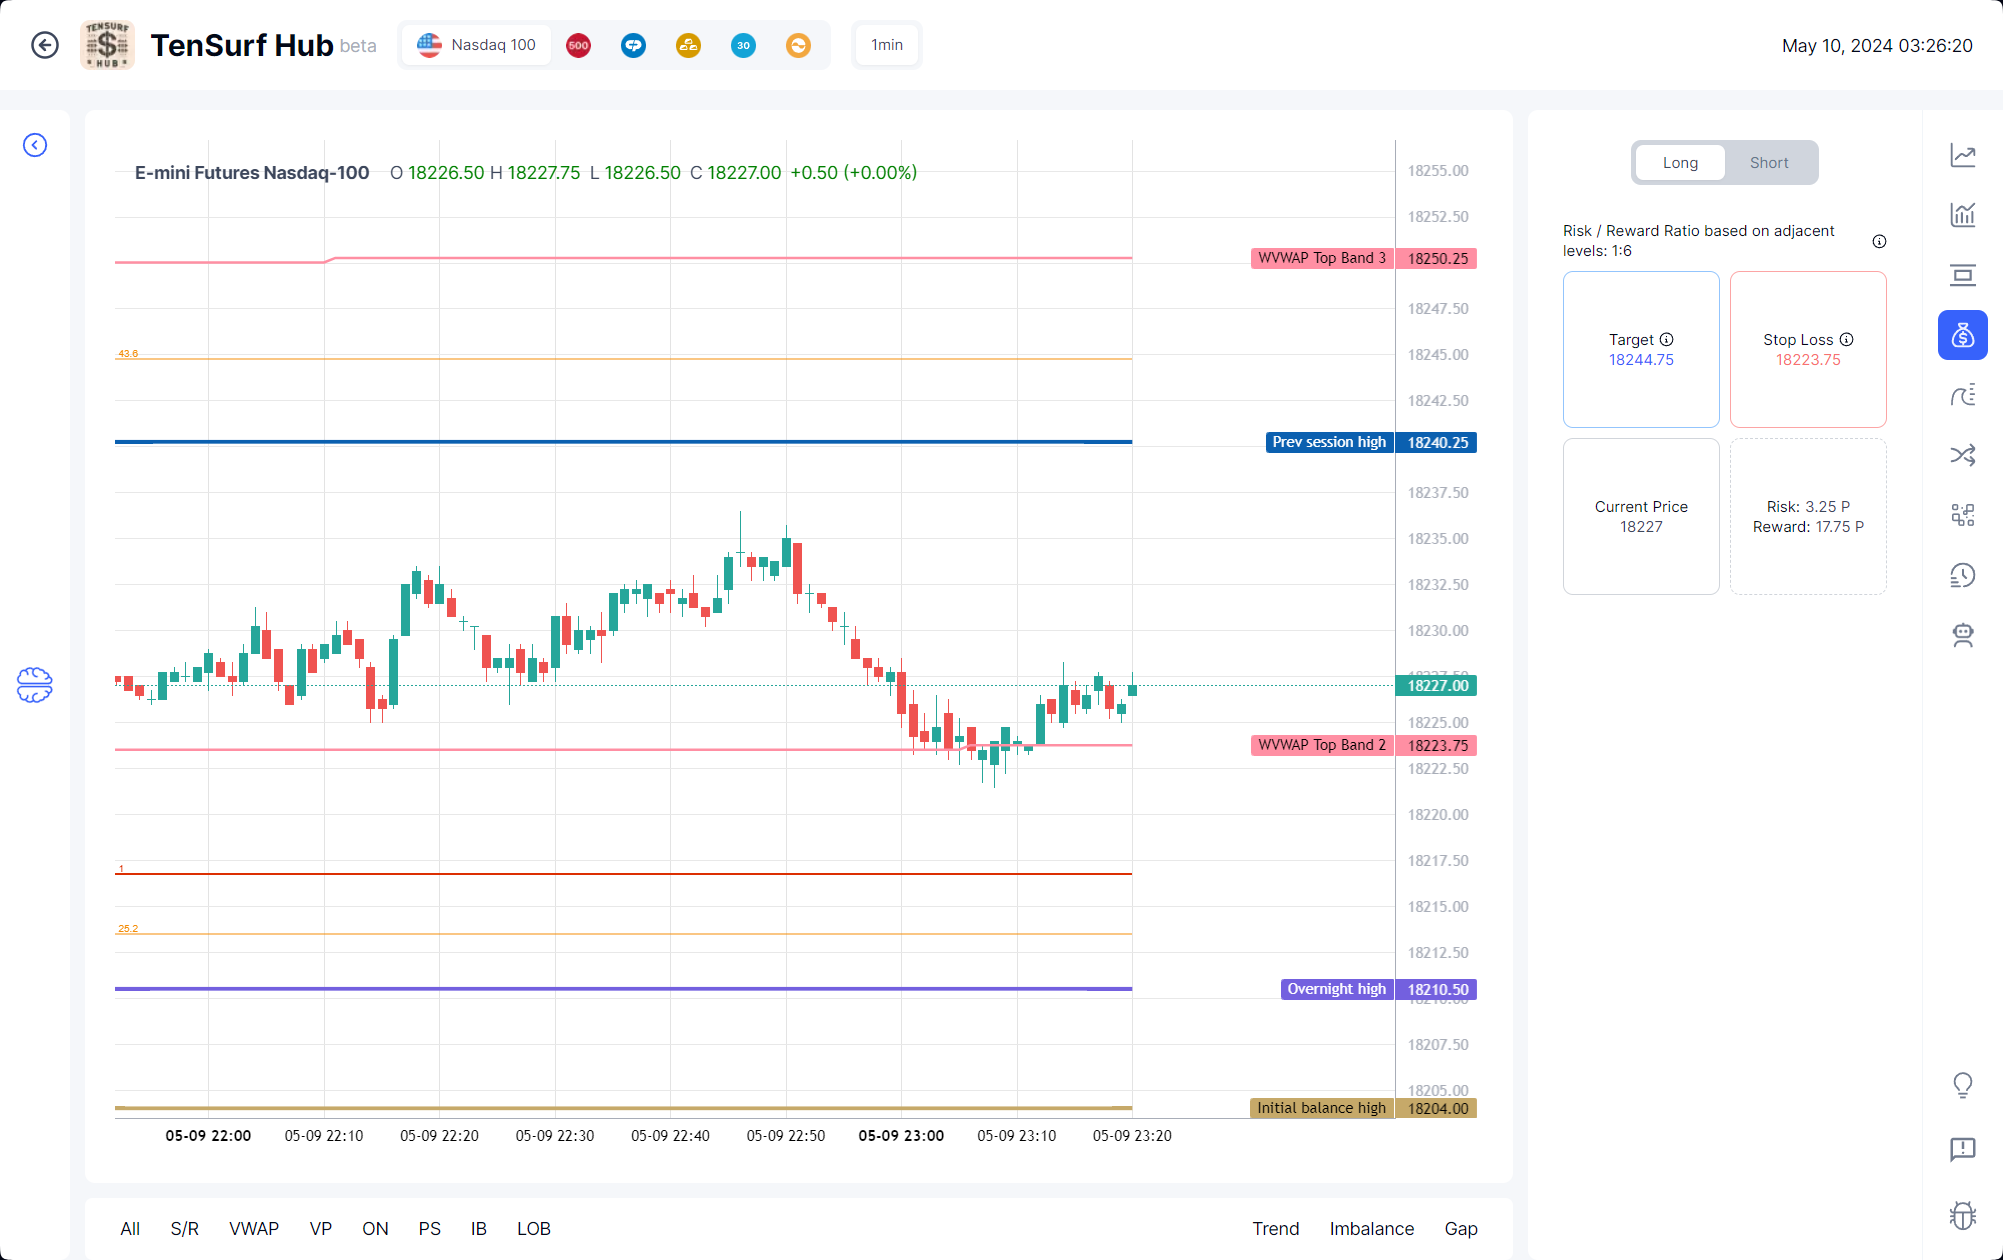 TENSURF
HUB
TenSurf Hub beta
Nasdaq 100
500
30
1min
May 10, 2024 03:26:20
E-mini Futures Nasdaq-100 O 18226.50 H 18227.75 L 18226.50 C 18227.00 +0.50 (+0.00%)
18255.00
18252.50
WVWAP Top Band 3 18250.25
18247.50
43.6
18245.00
18242.50
Prev session high 18240.25
18237.50
18235.00
18232.50
18230.00
18227.00
18225.00
WVWAP Top Band 2 18223.75
18222.50
18220.00
18217.50
1
18215.00
25.2
18212.50
Overnight high 18210.50
18207.50
18205.00
Initial balance high 18204.00
05-09 22:00 05-09 22:10 05-09 22:20 05-09 22:30 05-09 22:40 05-09 22:50 05-09 23:00 05-09 23:10 05-09 23:20
All S/R VWAP VP ON PS IB LOB
Trend Imbalance Gap
Long Short
Risk / Reward Ratio based on adjacent
levels: 1:6
Target
18244.75
Stop Loss
18223.75
Current Price
18227
Risk: 3.25 P
Reward: 17.75 P